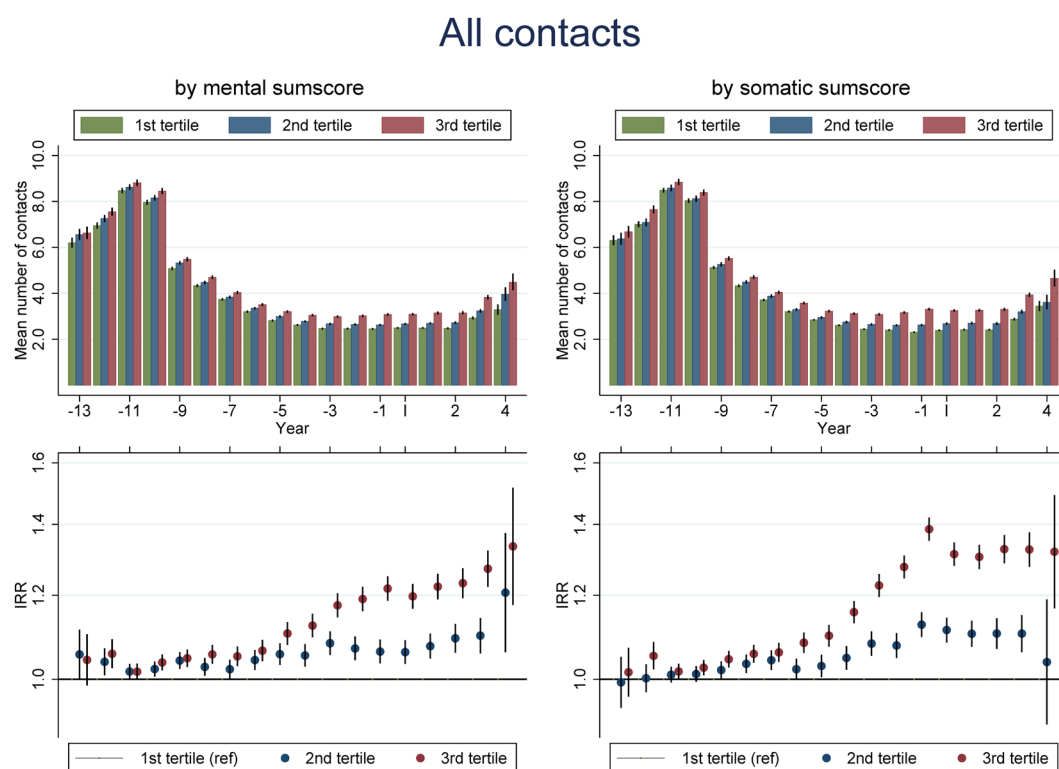 All contacts
by mental sumscore
1st tertile 2nd tertile 3rd tertile
Mean number of contacts
10.0
8.0
6.0
4.0
2.0
-13 -11 -9 -7 -5 -3 -1 I 2 4
Year
IRR
1.6
1.4
1.2
1.0
1st tertile (ref) 2nd tertile 3rd tertile
by somatic sumscore
1st tertile 2nd tertile 3rd tertile
Mean number of contacts
10.0
8.0
6.0
4.0
2.0
-13 -11 -9 -7 -5 -3 -1 I 2 4
Year
IRR
1.6
1.4
1.2
1.0
1st tertile (ref) 2nd tertile 3rd tertile